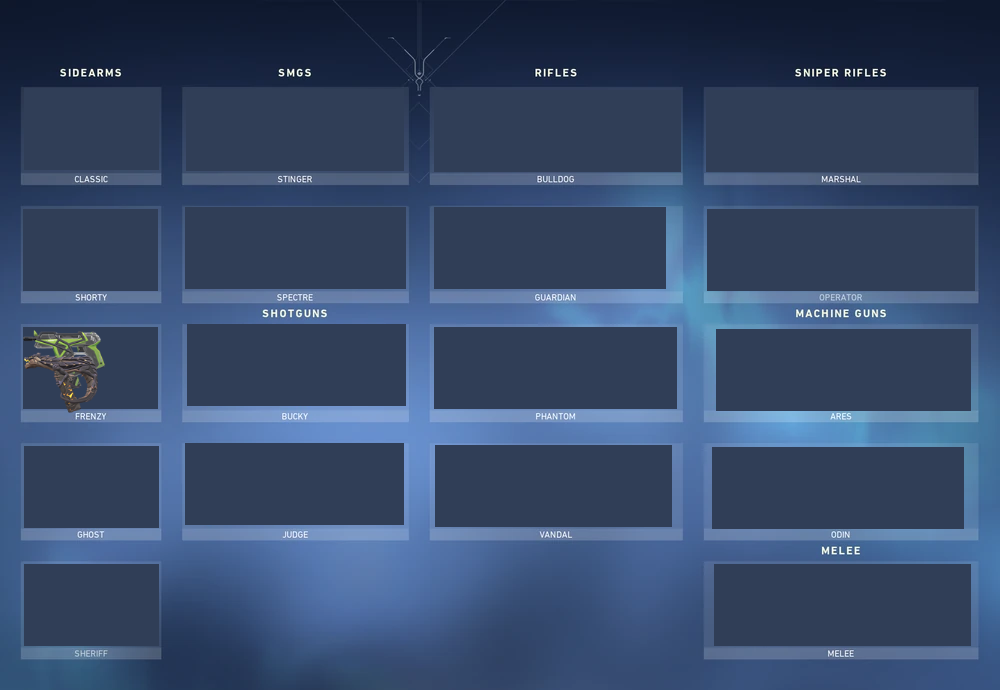 SIDEARMS
CLASSIC
SHORTY
FRENZY
GHOST
SHERIFF
SMGS
STINGER
SPECTRE
SHOTGUNS
BUCKY
JUDGE
RIFLES
BULLDOG
GUARDIAN
PHANTOM
VANDAL
SNIPER RIFLES
MARSHAL
OPERATOR
MACHINE GUNS
ARES
ODIN
MELEE
MELEE